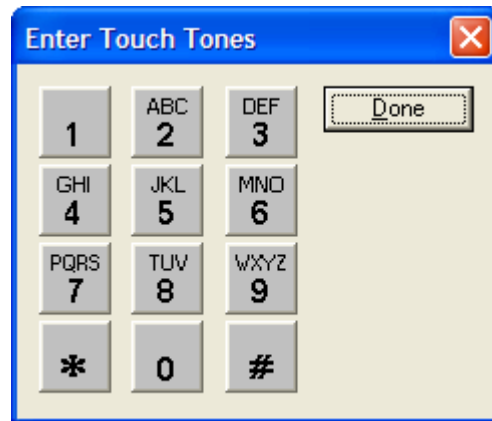 Enter Touch Tones
ABC DEF Done
1 2 3
GHI JKL MNO
4 5 6
PQRS TUV WXYZ
7 8 9
* 0 #